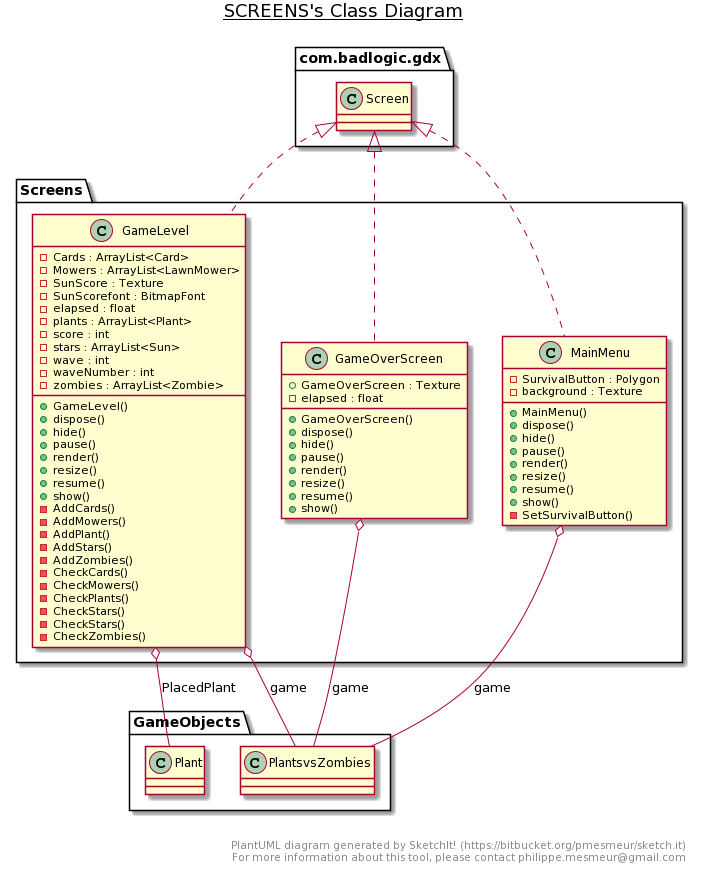 SCREENS's Class Diagram
com.badlogic.gdx
C Screen
Screens
C GameLevel
Cards : ArrayList<Card>
Mowers : ArrayList<LawnMower>
SunScore : Texture
SunScorefont : BitmapFont
elapsed : float
plants : ArrayList<Plant>
score : int
stars : ArrayList<Sun>
wave : int
waveNumber : int
zombies : ArrayList<Zombie>
GameLevel()
dispose()
hide()
pause()
render()
resize()
resume()
show()
AddCards()
AddMowers()
AddPlant()
AddStars()
AddZombies()
CheckCards()
CheckMowers()
CheckPlants()
CheckStars()
CheckStars()
CheckZombies()
C GameOverScreen
GameOverScreen : Texture
elapsed : float
GameOverScreen()
dispose()
hide()
pause()
render()
resize()
resume()
show()
C MainMenu
SurvivalButton : Polygon
background : Texture
MainMenu()
dispose()
hide()
pause()
render()
resize()
resume()
show()
SetSurvivalButton()
PlacedPlant
game
game
game
GameObjects
C Plant
C PlantsvsZombies
PlantUML diagram generated by SketchIt! (https://bitbucket.org/pmesmeur/sketch.it)
For more information about this tool, please contact philippe.mesmeur@gmail.com